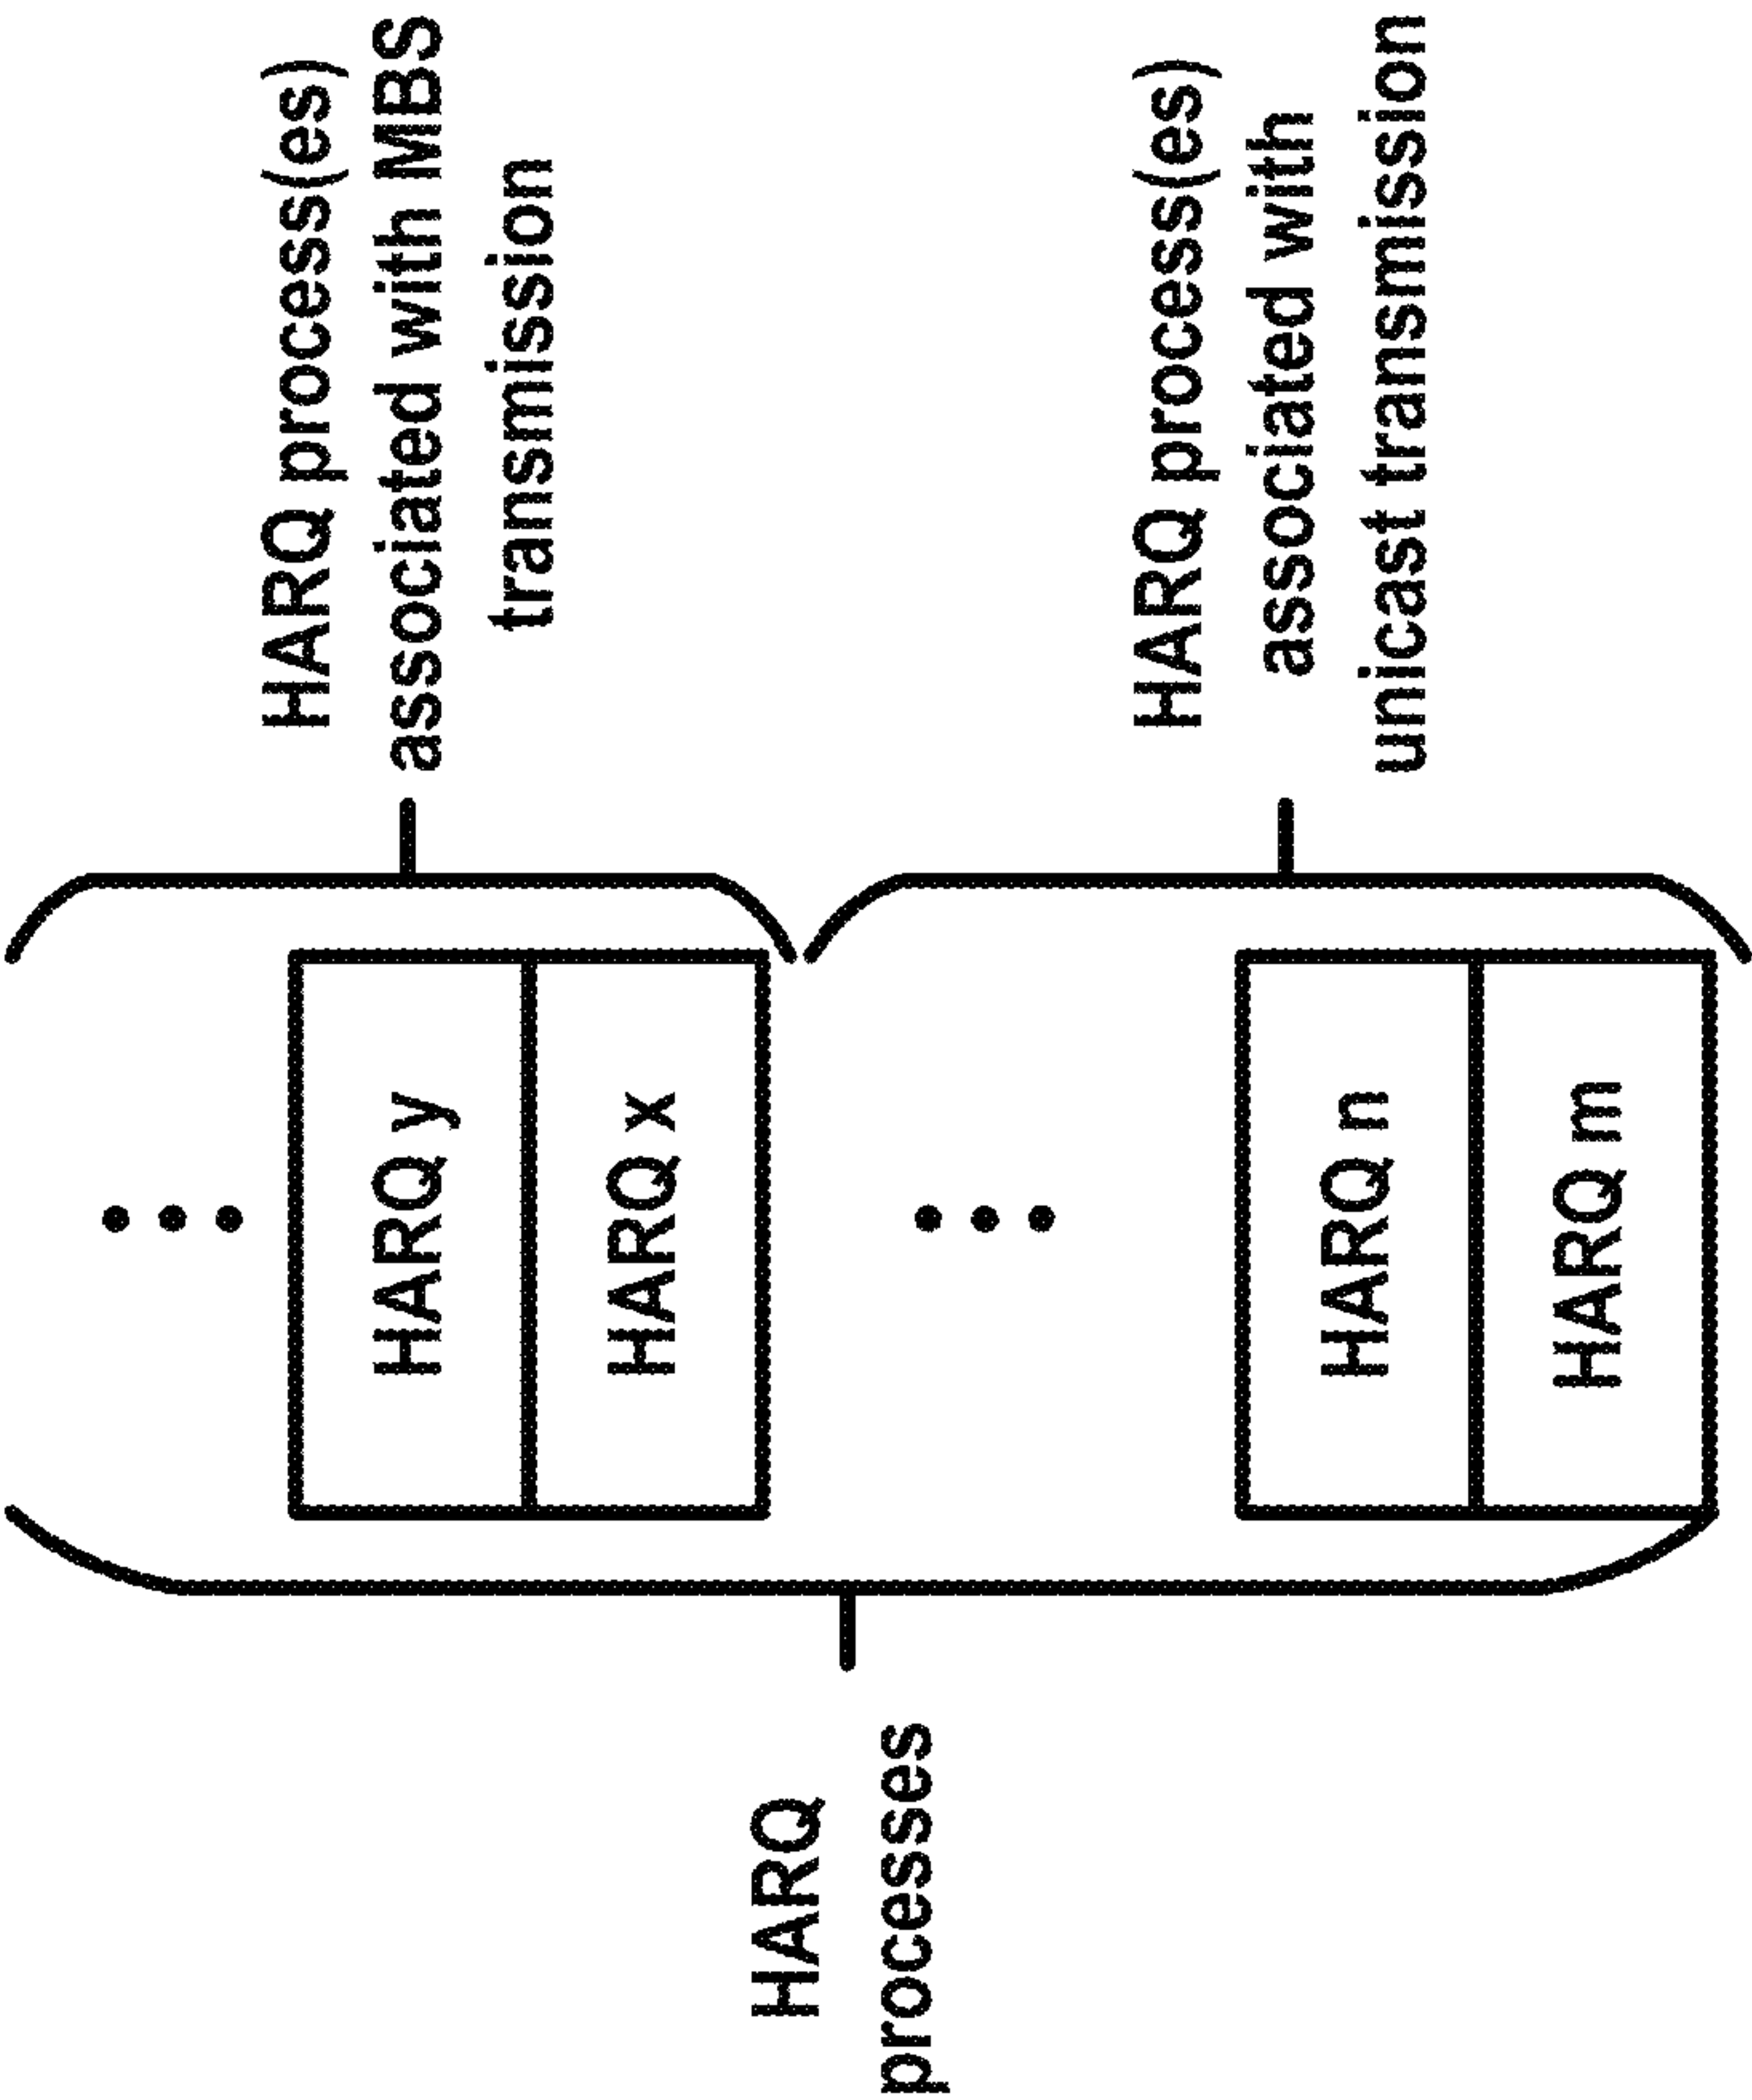 HARQ
processes
HARQ y
HARQ x
HARQ n
HARQ m
HARQ process(es)
associated with MBS
transmission
HARQ process(es)
associated with
unicast transmission